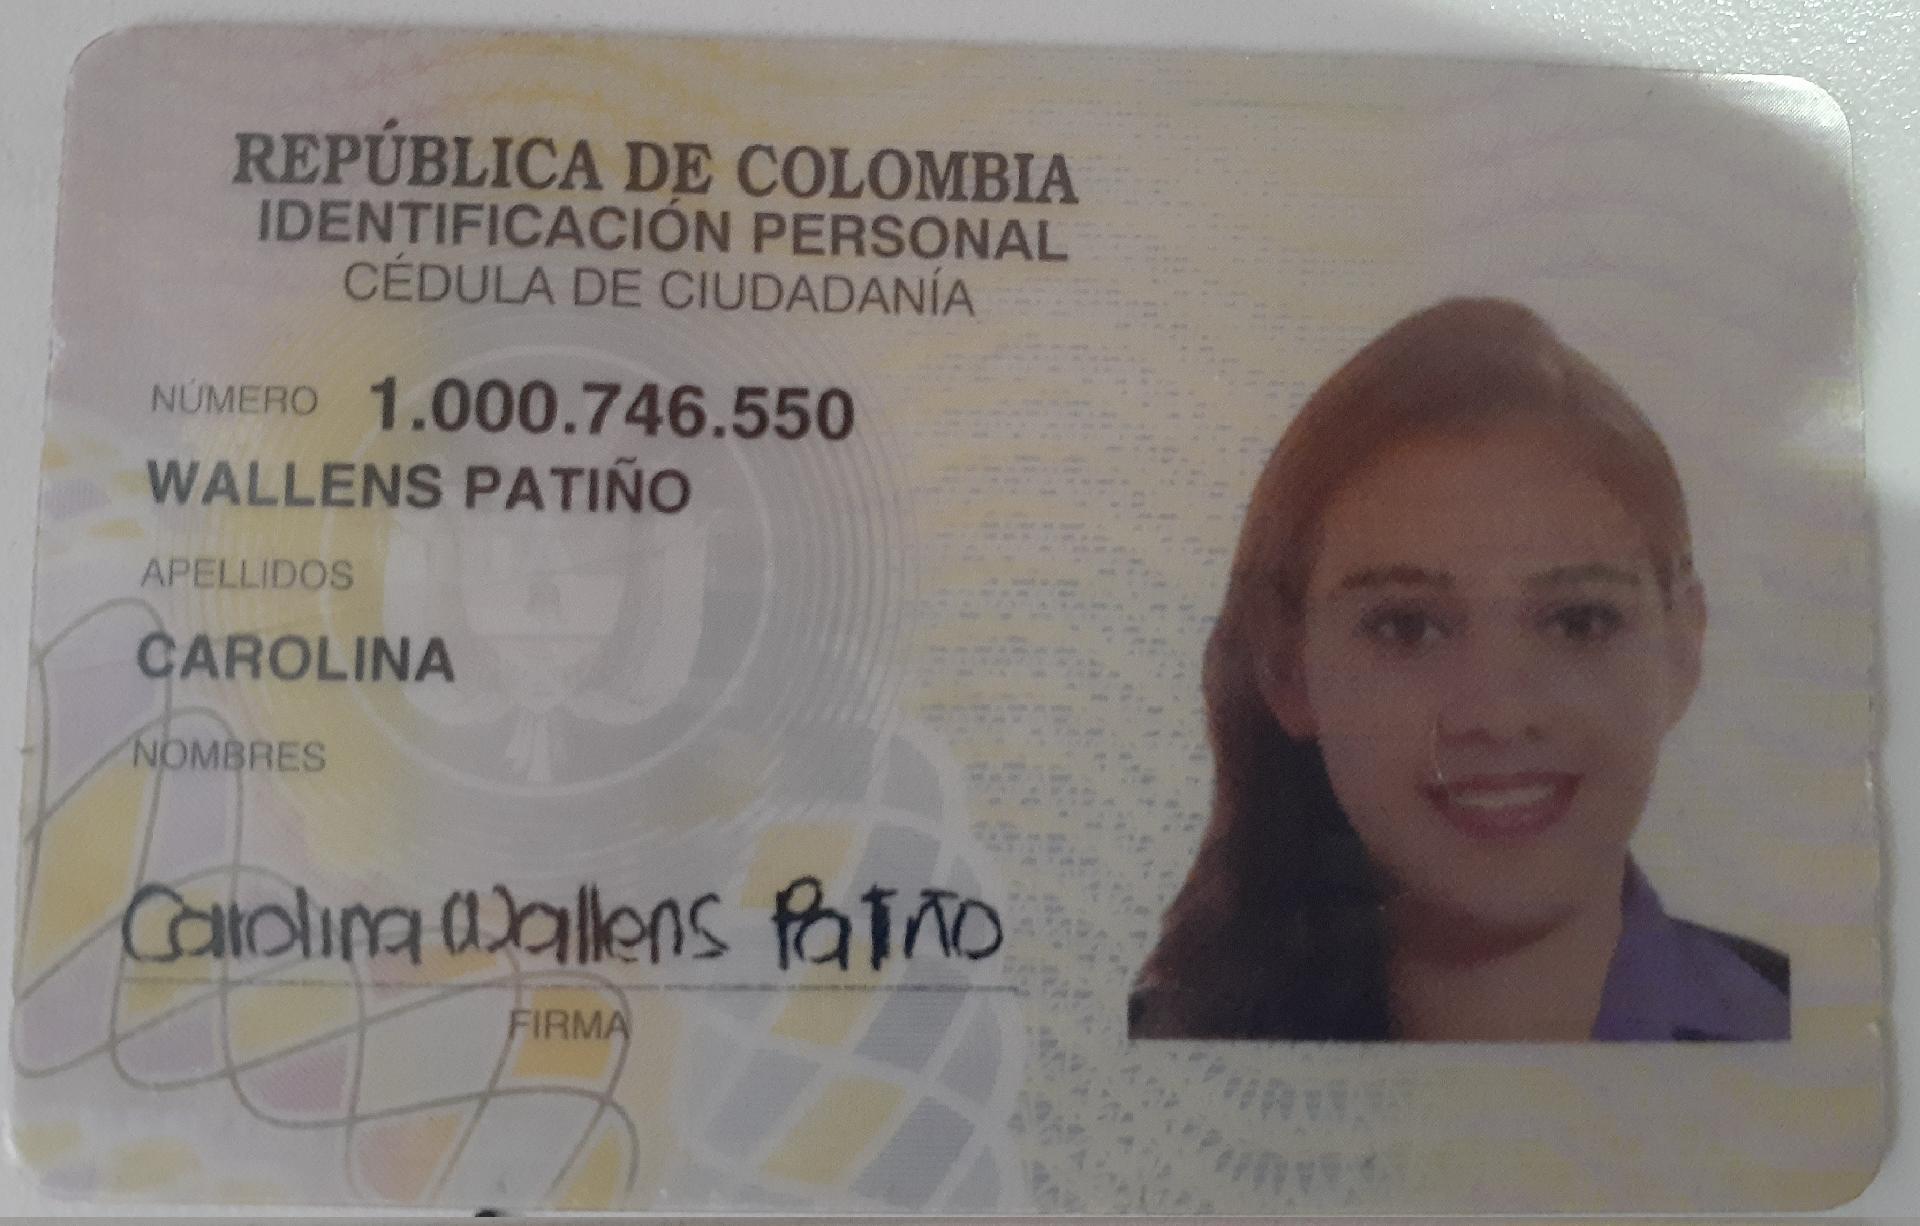 REPÚBLICA DE COLOMBIA
IDENTIFICACIÓN PERSONAL
CÉDULA DE CIUDADANÍA
NÚMERO 1.000.746.550
WALLENS PATIÑO
APELLIDOS
CAROLINA
NOMBRES
Carolina Wallens Patiño
FIRMA